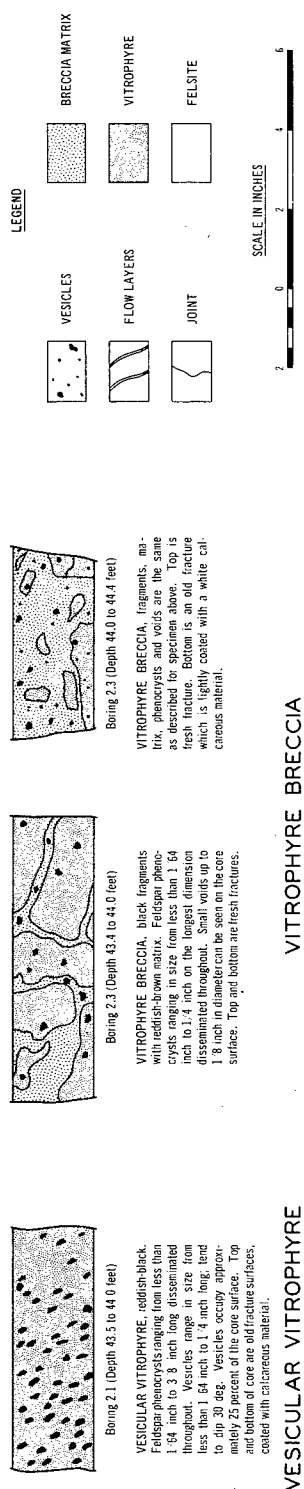 Boring 2.1 (Depth 43.5 to 44.0 feet)
VESICULAR VITROPHYRE, reddish-black.
Feldspar phenocrysts ranging from less than
1/64 inch to 3/8 inch long disseminated
throughout. Vesicles range in size from
less than 1/64 inch to 1/4 inch long; tend
to dip 30 deg. Vesicles occupy approxi-
mately 25 percent of the core surface. Top
and bottom of core are old fracture surfaces,
coated with calcareous material.
VESICULAR VITROPHYRE
Boring 2.3 (Depth 43.4 to 44.0 feet)
VITROPHYRE BRECCIA, black fragments
with reddish-brown matrix. Feldspar pheno-
crysts ranging in size from less than 1/64
inch to 1/4 inch on the longest dimension
disseminated throughout. Small voids up to
1/8 inch in diameter can be seen on the core
surface. Top and bottom are fresh fractures.
Boring 2.3 (Depth 44.0 to 44.4 feet)
VITROPHYRE BRECCIA, fragments, ma-
trix, phenocrysts and voids are the same
as described for specimen above. Top is
fresh fracture. Bottom is an old fracture
which is lightly coated with a white cal-
careous material.
VITROPHYRE BRECCIA
LEGEND
VESICLES
BRECCIA MATRIX
FLOW LAYERS
VITROPHYRE
JOINT
FELSITE
SCALE IN INCHES
2 0 2 4 6